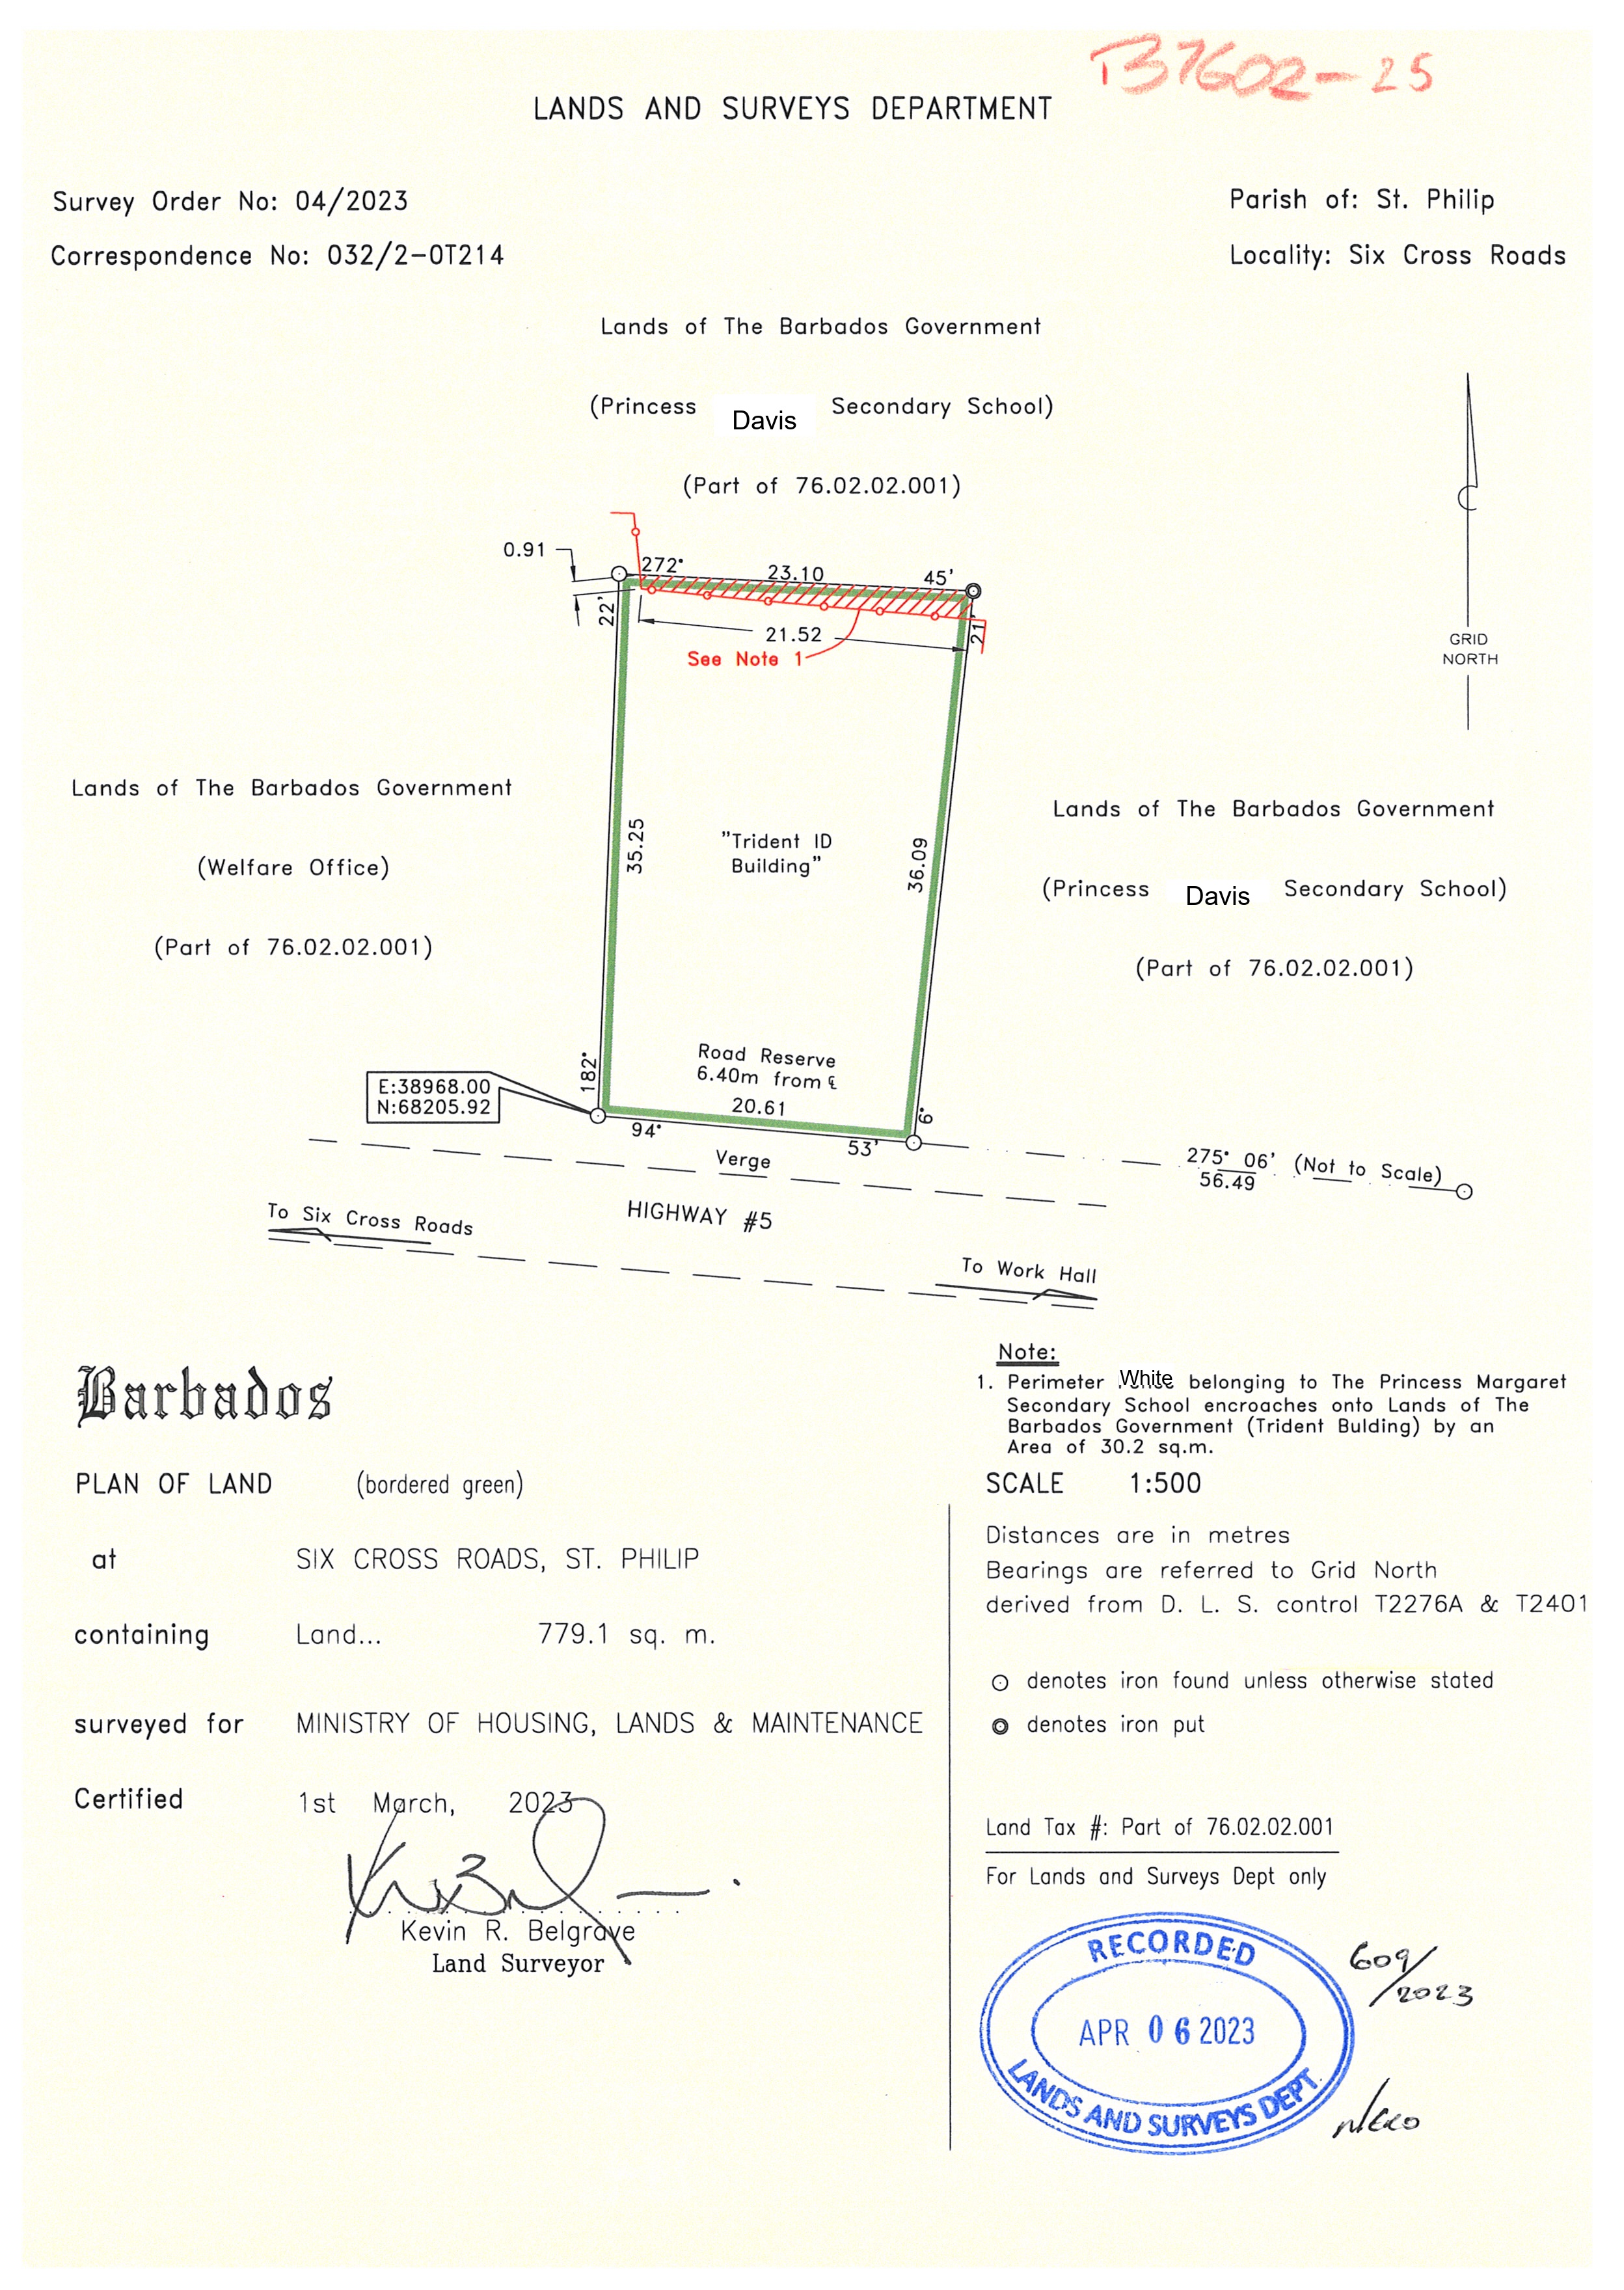 B7602-25
LANDS AND SURVEYS DEPARTMENT
Survey Order No: 04/2023
Parish of: St. Philip
Correspondence No: 032/2-0T214
Locality: Six Cross Roads
Lands of The Barbados Government
(Princess Davis Secondary School)
(Part of 76.02.02.001)
0.91
272° 23.10 45'
22'
21'
21.52
See Note 1
GRID
NORTH
Lands of The Barbados Government
(Welfare Office)
(Part of 76.02.02.001)
35.25
"Trident ID
Building"
36.09
Lands of The Barbados Government
(Princess Davis Secondary School)
(Part of 76.02.02.001)
182°
Road Reserve
6.40m from ℄
6°
E:38968.00
N:68205.92
20.61
94° 53'
Verge
275° 06' (Not to Scale)
56.49
To Six Cross Roads
HIGHWAY #5
To Work Hall
Note:
1. Perimeter White belonging to The Princess Margaret
Secondary School encroaches onto Lands of The
Barbados Government (Trident Bulding) by an
Area of 30.2 sq.m.
Barbados
PLAN OF LAND (bordered green)
at SIX CROSS ROADS, ST. PHILIP
containing Land... 779.1 sq. m.
surveyed for MINISTRY OF HOUSING, LANDS & MAINTENANCE
Certified 1st March, 2023
Kevin R. Belgrave
Land Surveyor
SCALE 1:500
Distances are in metres
Bearings are referred to Grid North
derived from D. L. S. control T2276A & T2401
denotes iron found unless otherwise stated
denotes iron put
Land Tax #: Part of 76.02.02.001
For Lands and Surveys Dept only
RECORDED
APR 06 2023
LANDS AND SURVEYS DEPT.
609/
2023